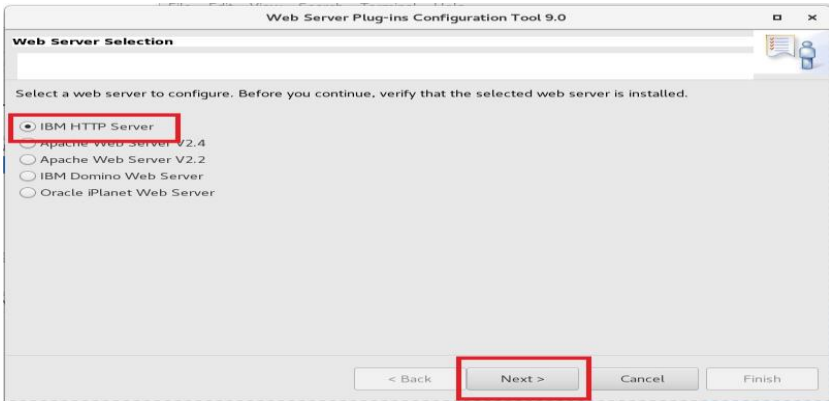 Web Server Plug-ins Configuration Tool 9.0
Web Server Selection
Select a web server to configure. Before you continue, verify that the selected web server is installed.
IBM HTTP Server
Apache Web Server V2.4
Apache Web Server V2.2
IBM Domino Web Server
Oracle iPlanet Web Server
< Back Next > Cancel Finish